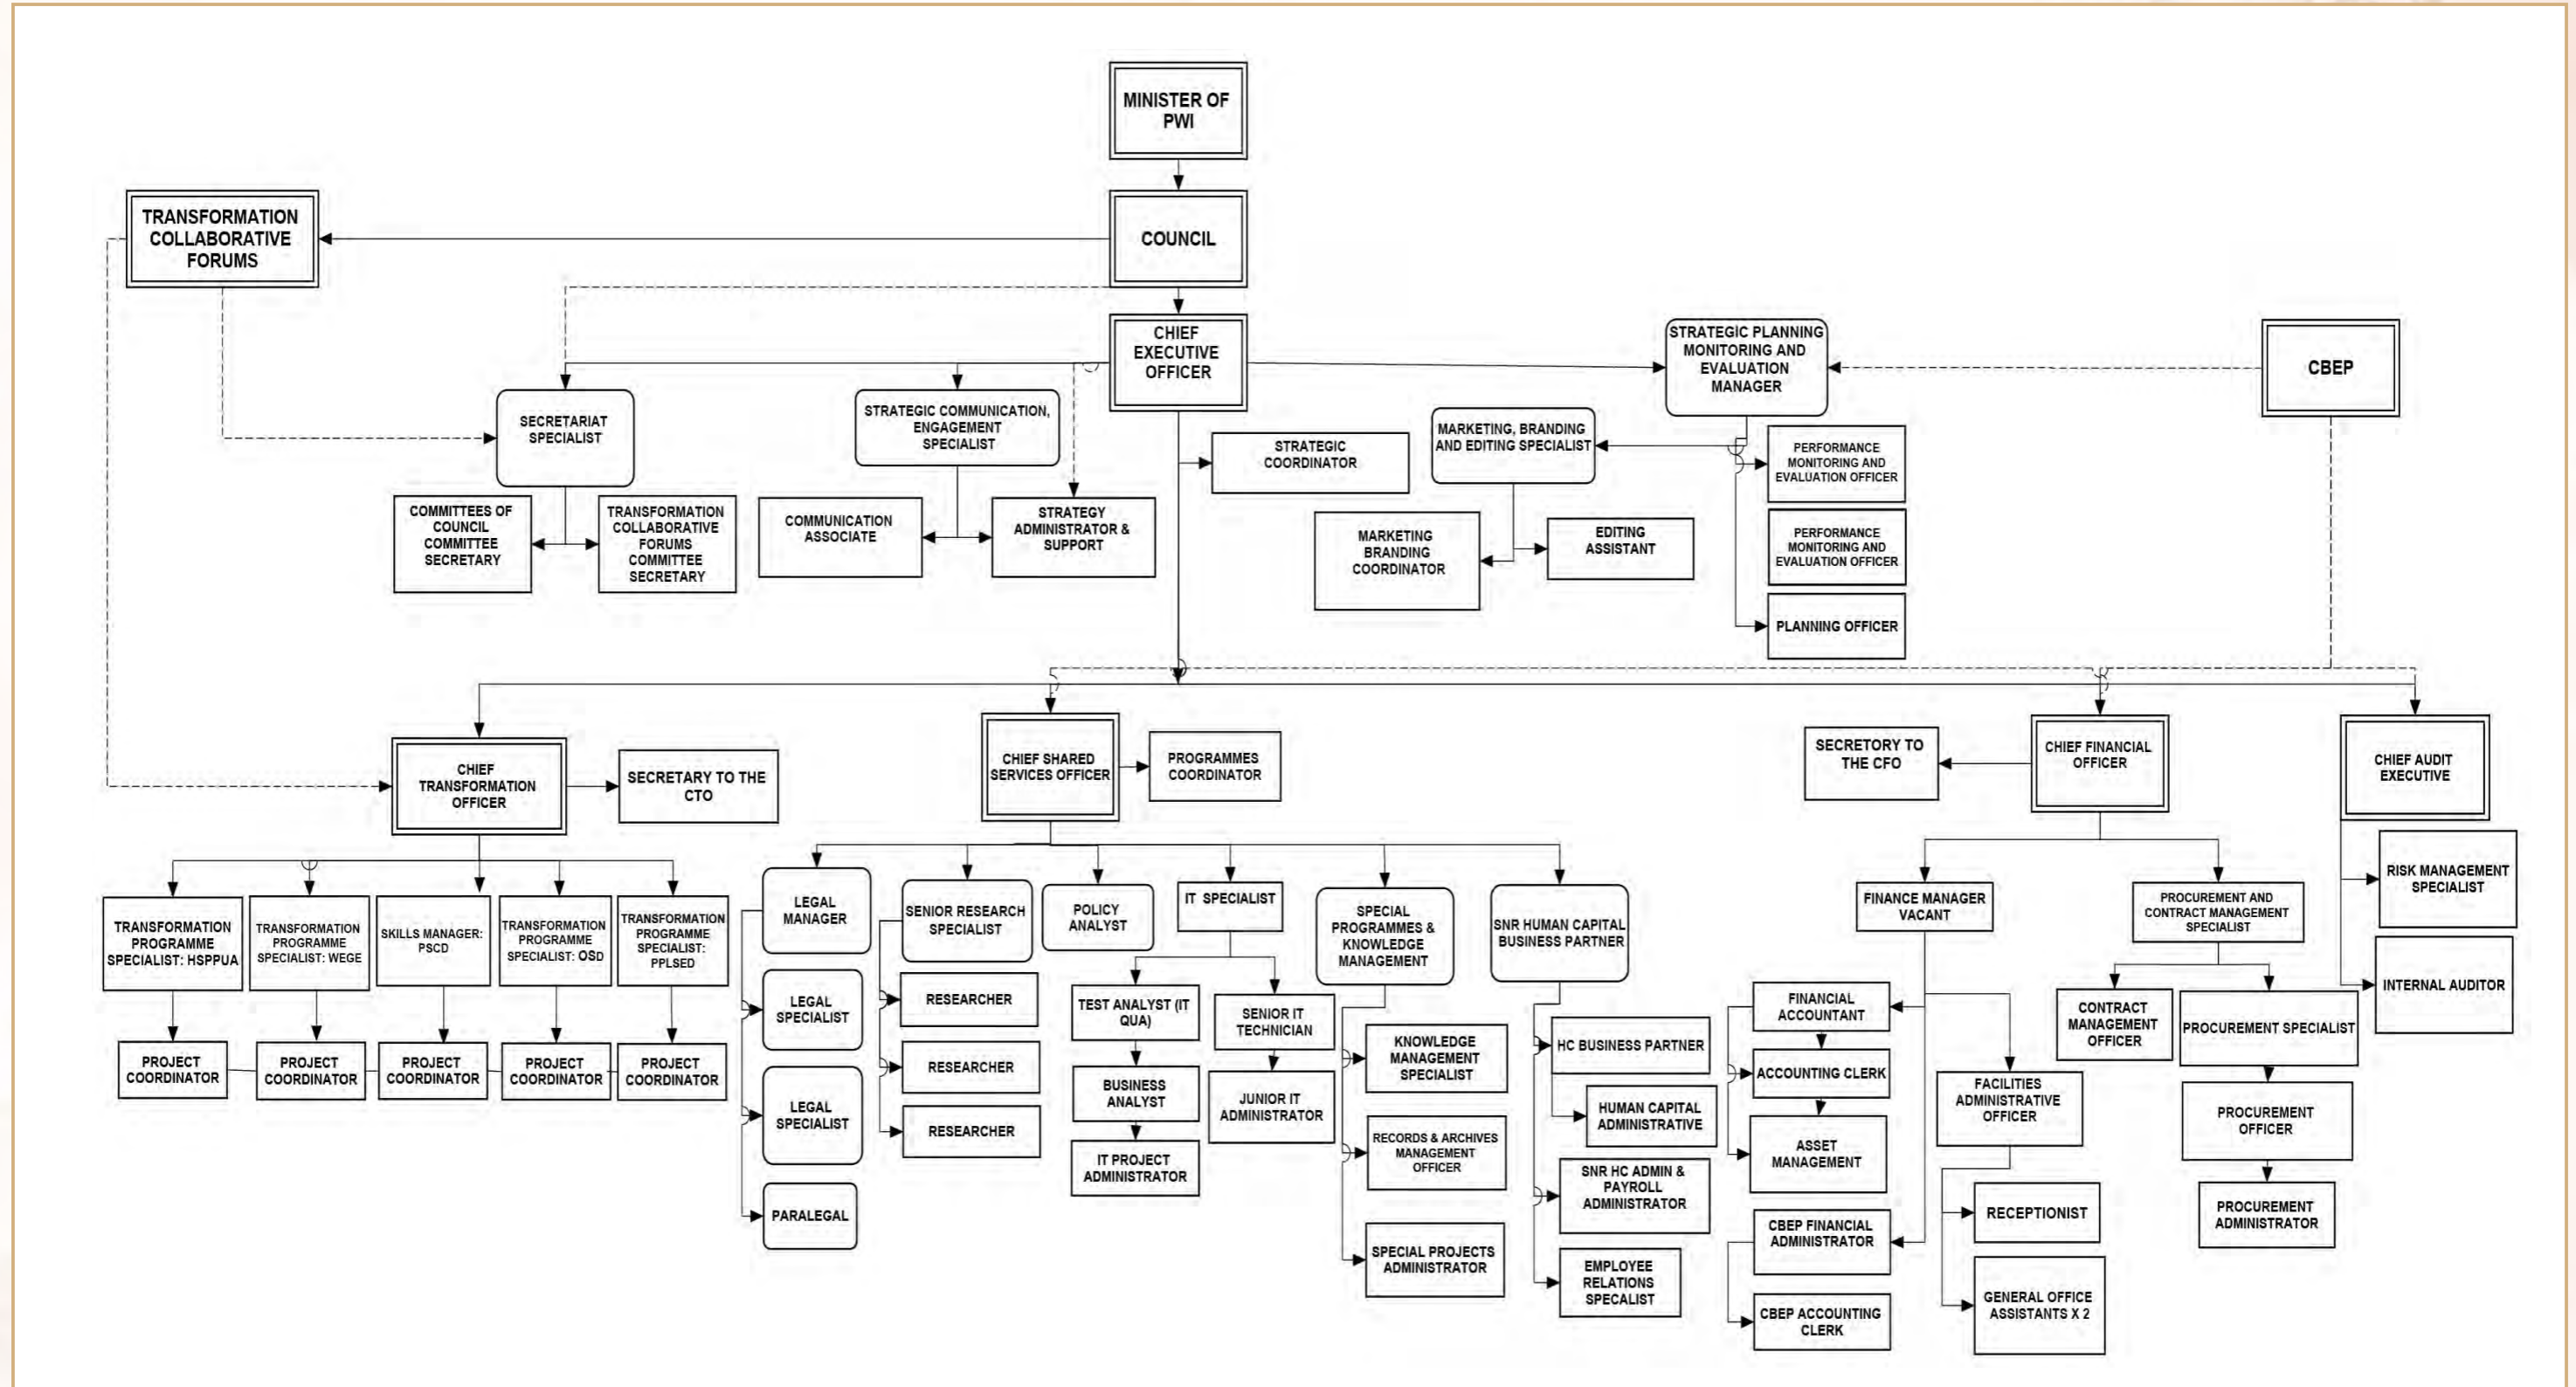 MINISTER OF
PWI
TRANSFORMATION
COLLABORATIVE
FORUMS
COUNCIL
CHIEF
EXECUTIVE
OFFICER
STRATEGIC PLANNING
MONITORING AND
EVALUATION
MANAGER
CBEP
SECRETARIAT
SPECIALIST
STRATEGIC COMMUNICATION,
ENGAGEMENT
SPECIALIST
STRATEGIC
COORDINATOR
MARKETING, BRANDING
AND EDITING SPECIALIST
PERFORMANCE
MONITORING AND
EVALUATION OFFICER
COMMITTEES OF
COUNCIL
COMMITTEE
SECRETARY
TRANSFORMATION
COLLABORATIVE
FORUMS
COMMITTEE
SECRETARY
COMMUNICATION
ASSOCIATE
STRATEGY
ADMINISTRATOR &
SUPPORT
MARKETING
BRANDING
COORDINATOR
EDITING
ASSISTANT
PERFORMANCE
MONITORING AND
EVALUATION OFFICER
PLANNING OFFICER
CHIEF
TRANSFORMATION
OFFICER
SECRETARY TO THE
CTO
CHIEF SHARED
SERVICES OFFICER
PROGRAMMES
COORDINATOR
SECRETORY TO
THE CFO
CHIEF FINANCIAL
OFFICER
CHIEF AUDIT
EXECUTIVE
TRANSFORMATION
PROGRAMME
SPECIALIST: HSPPUA
TRANSFORMATION
PROGRAMME
SPECIALIST: WEGE
SKILLS MANAGER:
PSCD
TRANSFORMATION
PROGRAMME
SPECIALIST: OSD
TRANSFORMATION
PROGRAMME
SPECIALIST:
PPLSED
PROJECT
COORDINATOR
PROJECT
COORDINATOR
PROJECT
COORDINATOR
PROJECT
COORDINATOR
PROJECT
COORDINATOR
LEGAL
MANAGER
LEGAL
SPECIALIST
LEGAL
SPECIALIST
PARALEGAL
SENIOR RESEARCH
SPECIALIST
RESEARCHER
RESEARCHER
RESEARCHER
POLICY
ANALYST
IT SPECIALIST
TEST ANALYST (IT
QUA)
BUSINESS
ANALYST
IT PROJECT
ADMINISTRATOR
SENIOR IT
TECHNICIAN
JUNIOR IT
ADMINISTRATOR
SPECIAL
PROGRAMMES &
KNOWLEDGE
MANAGEMENT
KNOWLEDGE
MANAGEMENT
SPECIALIST
RECORDS & ARCHIVES
MANAGEMENT
OFFICER
SPECIAL PROJECTS
ADMINISTRATOR
SNR HUMAN CAPITAL
BUSINESS PARTNER
HC BUSINESS PARTNER
HUMAN CAPITAL
ADMINISTRATIVE
SNR HC ADMIN &
PAYROLL
ADMINISTRATOR
EMPLOYEE
RELATIONS
SPECALIST
FINANCE MANAGER
VACANT
FINANCIAL
ACCOUNTANT
ACCOUNTING CLERK
ASSET
MANAGEMENT
CBEP FINANCIAL
ADMINISTRATOR
CBEP ACCOUNTING
CLERK
FACILITIES
ADMINISTRATIVE
OFFICER
RECEPTIONIST
GENERAL OFFICE
ASSISTANTS X 2
PROCUREMENT AND
CONTRACT MANAGEMENT
SPECIALIST
CONTRACT
MANAGEMENT
OFFICER
PROCUREMENT SPECIALIST
PROCUREMENT
OFFICER
PROCUREMENT
ADMINISTRATOR
RISK MANAGEMENT
SPECIALIST
INTERNAL AUDITOR